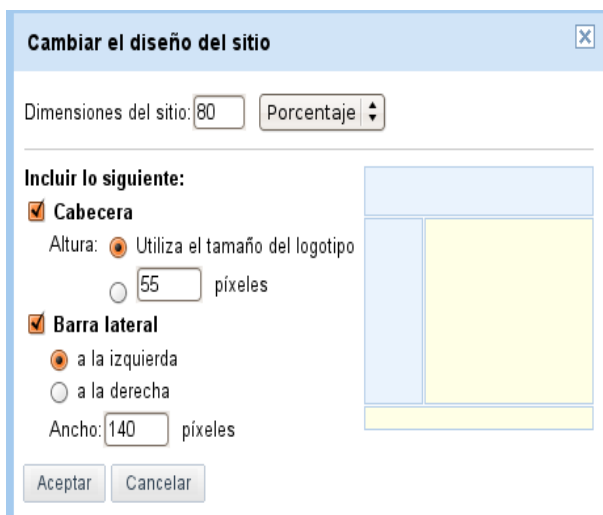 Cambiar el diseño del sitio
Dimensiones del sitio: 80 Porcentaje
Incluir lo siguiente:
Cabecera
Altura: Utiliza el tamaño del logotipo
55 píxeles
Barra lateral
a la izquierda
a la derecha
Ancho: 140 píxeles
Aceptar Cancelar